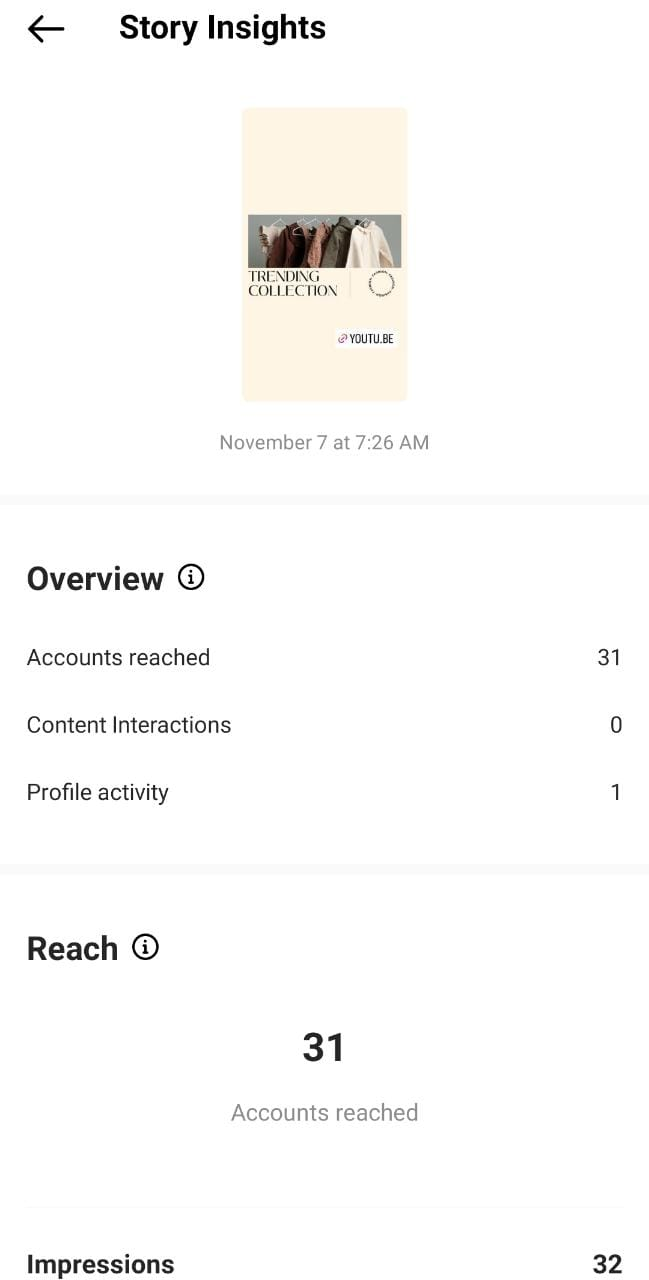 Story Insights
TRENDING
COLLECTION
YOUTU.BE
November 7 at 7:26 AM
Overview
Accounts reached 31
Content Interactions 0
Profile activity 1
Reach
31
Accounts reached
Impressions 32